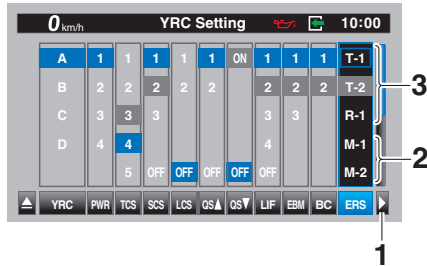 0 km/h YRC Setting 10:00
A 1 1 1 1 1 ON 1 1 1 T-1
B 2 2 2 2 2 2 2 2 T-2
C 3 3 3 3 3 R-1
D 4 4 4 M-1
5 OFF OFF OFF OFF OFF M-2
YRC PWR TCS SCS LCS QS▲ QS▼ LIF EBM BC ERS
3
2
1